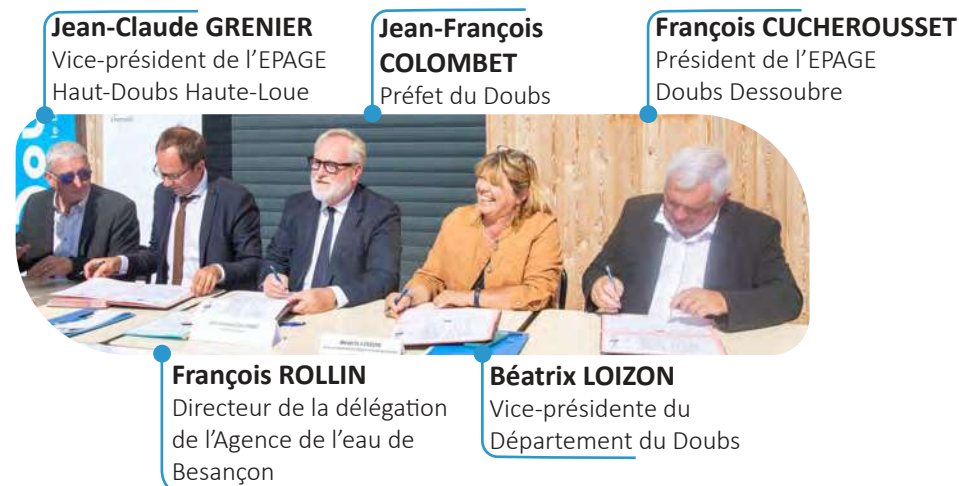 Jean-Claude GRENIER
Vice-président de l’EPAGE
Haut-Doubs Haute-Loue
Jean-François
COLOMBET
Préfet du Doubs
François CUCHEROUSSET
Président de l’EPAGE
Doubs Dessoubre
Béatrix LOIZON
François ROLLIN
Directeur de la délégation
de l’Agence de l’eau de
Besançon
Béatrix LOIZON
Vice-présidente du
Département du Doubs